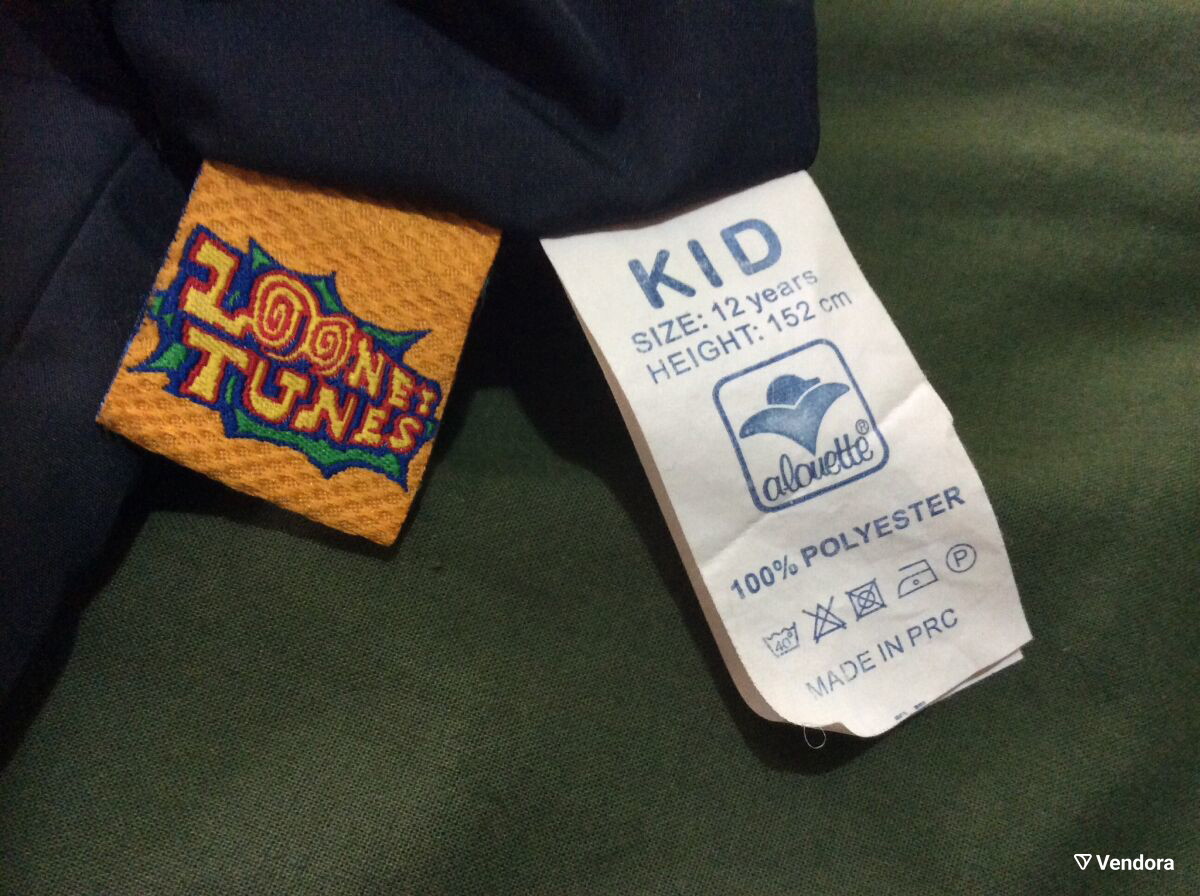 LOONEY
TUNES
KID
SIZE: 12 years
HEIGHT: 152 cm
alouette®
100% POLYESTER
40°
P
MADE IN PRC
Vendora